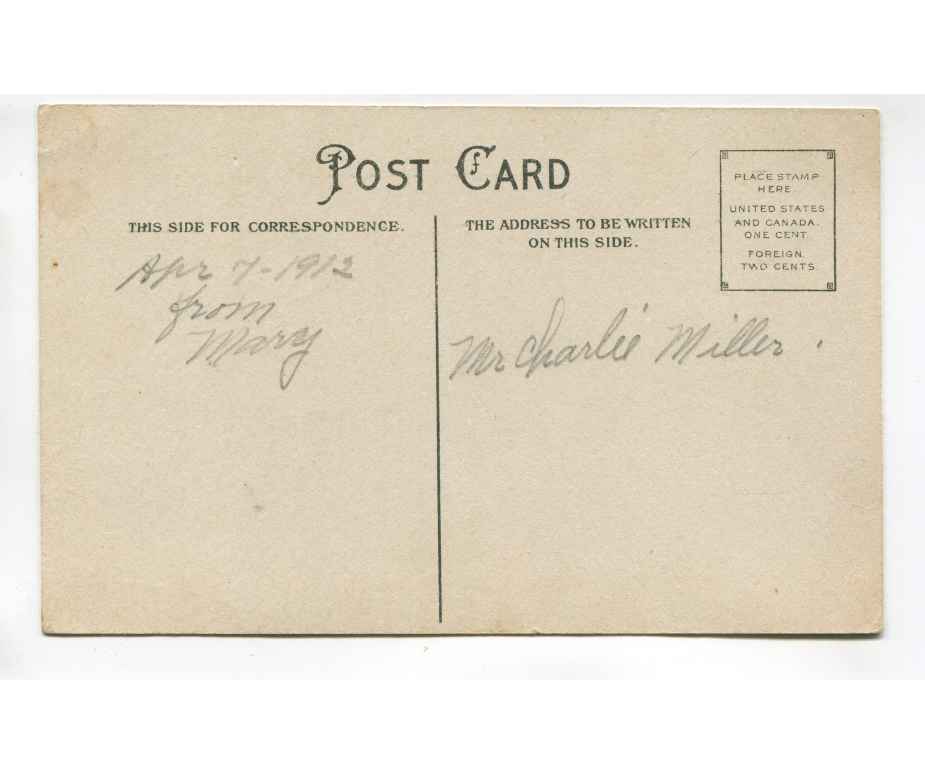 POST CARD
THIS SIDE FOR CORRESPONDENCE.
THE ADDRESS TO BE WRITTEN
ON THIS SIDE.
PLACE STAMP
HERE.
UNITED STATES
AND CANADA.
ONE CENT.
FOREIGN.
TWO CENTS
Apr 7-1912
from
Mary
Mr Charlie Miller.